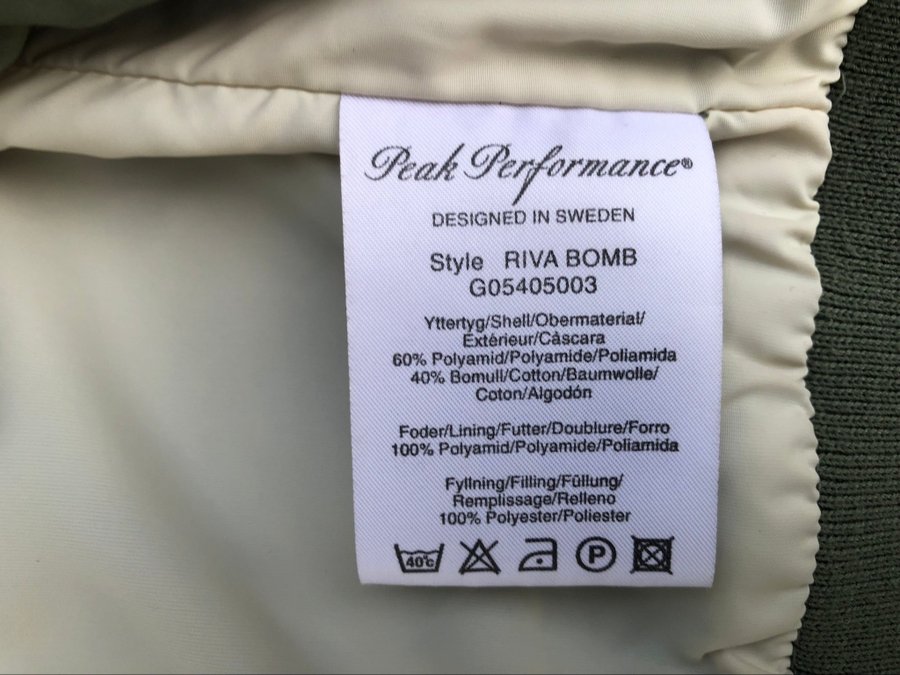 Peak Performance®
DESIGNED IN SWEDEN
Style RIVA BOMB
G05405003
Yttertyg/Shell/Obermaterial/
Extérieur/Càscara
60% Polyamid/Polyamide/Poliamida
40% Bomull/Cotton/Baumwolle/
Coton/Algodón
Foder/Lining/Futter/Doublure/Forro
100% Polyamid/Polyamide/Poliamida
Fyllning/Filling/Füllung/
Remplissage/Relleno
100% Polyester/Poliester
40°c P